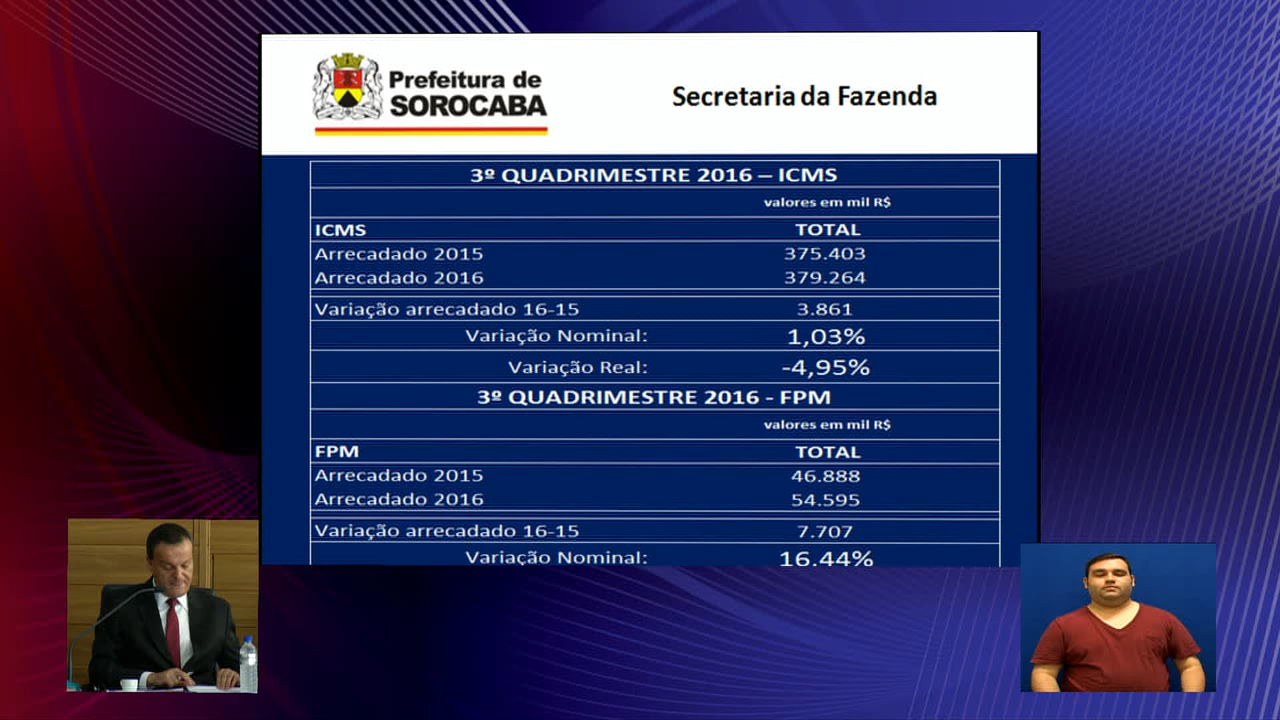 Prefeitura de
SOROCABA
Secretaria da Fazenda
3º QUADRIMESTRE 2016 – ICMS
valores em mil R$
ICMS TOTAL
Arrecadado 2015 375.403
Arrecadado 2016 379.264
Variação arrecadado 16-15 3.861
Variação Nominal: 1,03%
Variação Real: -4,95%
3º QUADRIMESTRE 2016 - FPM
valores em mil R$
FPM TOTAL
Arrecadado 2015 46.888
Arrecadado 2016 54.595
Variação arrecadado 16-15 7.707
Variação Nominal: 16,44%